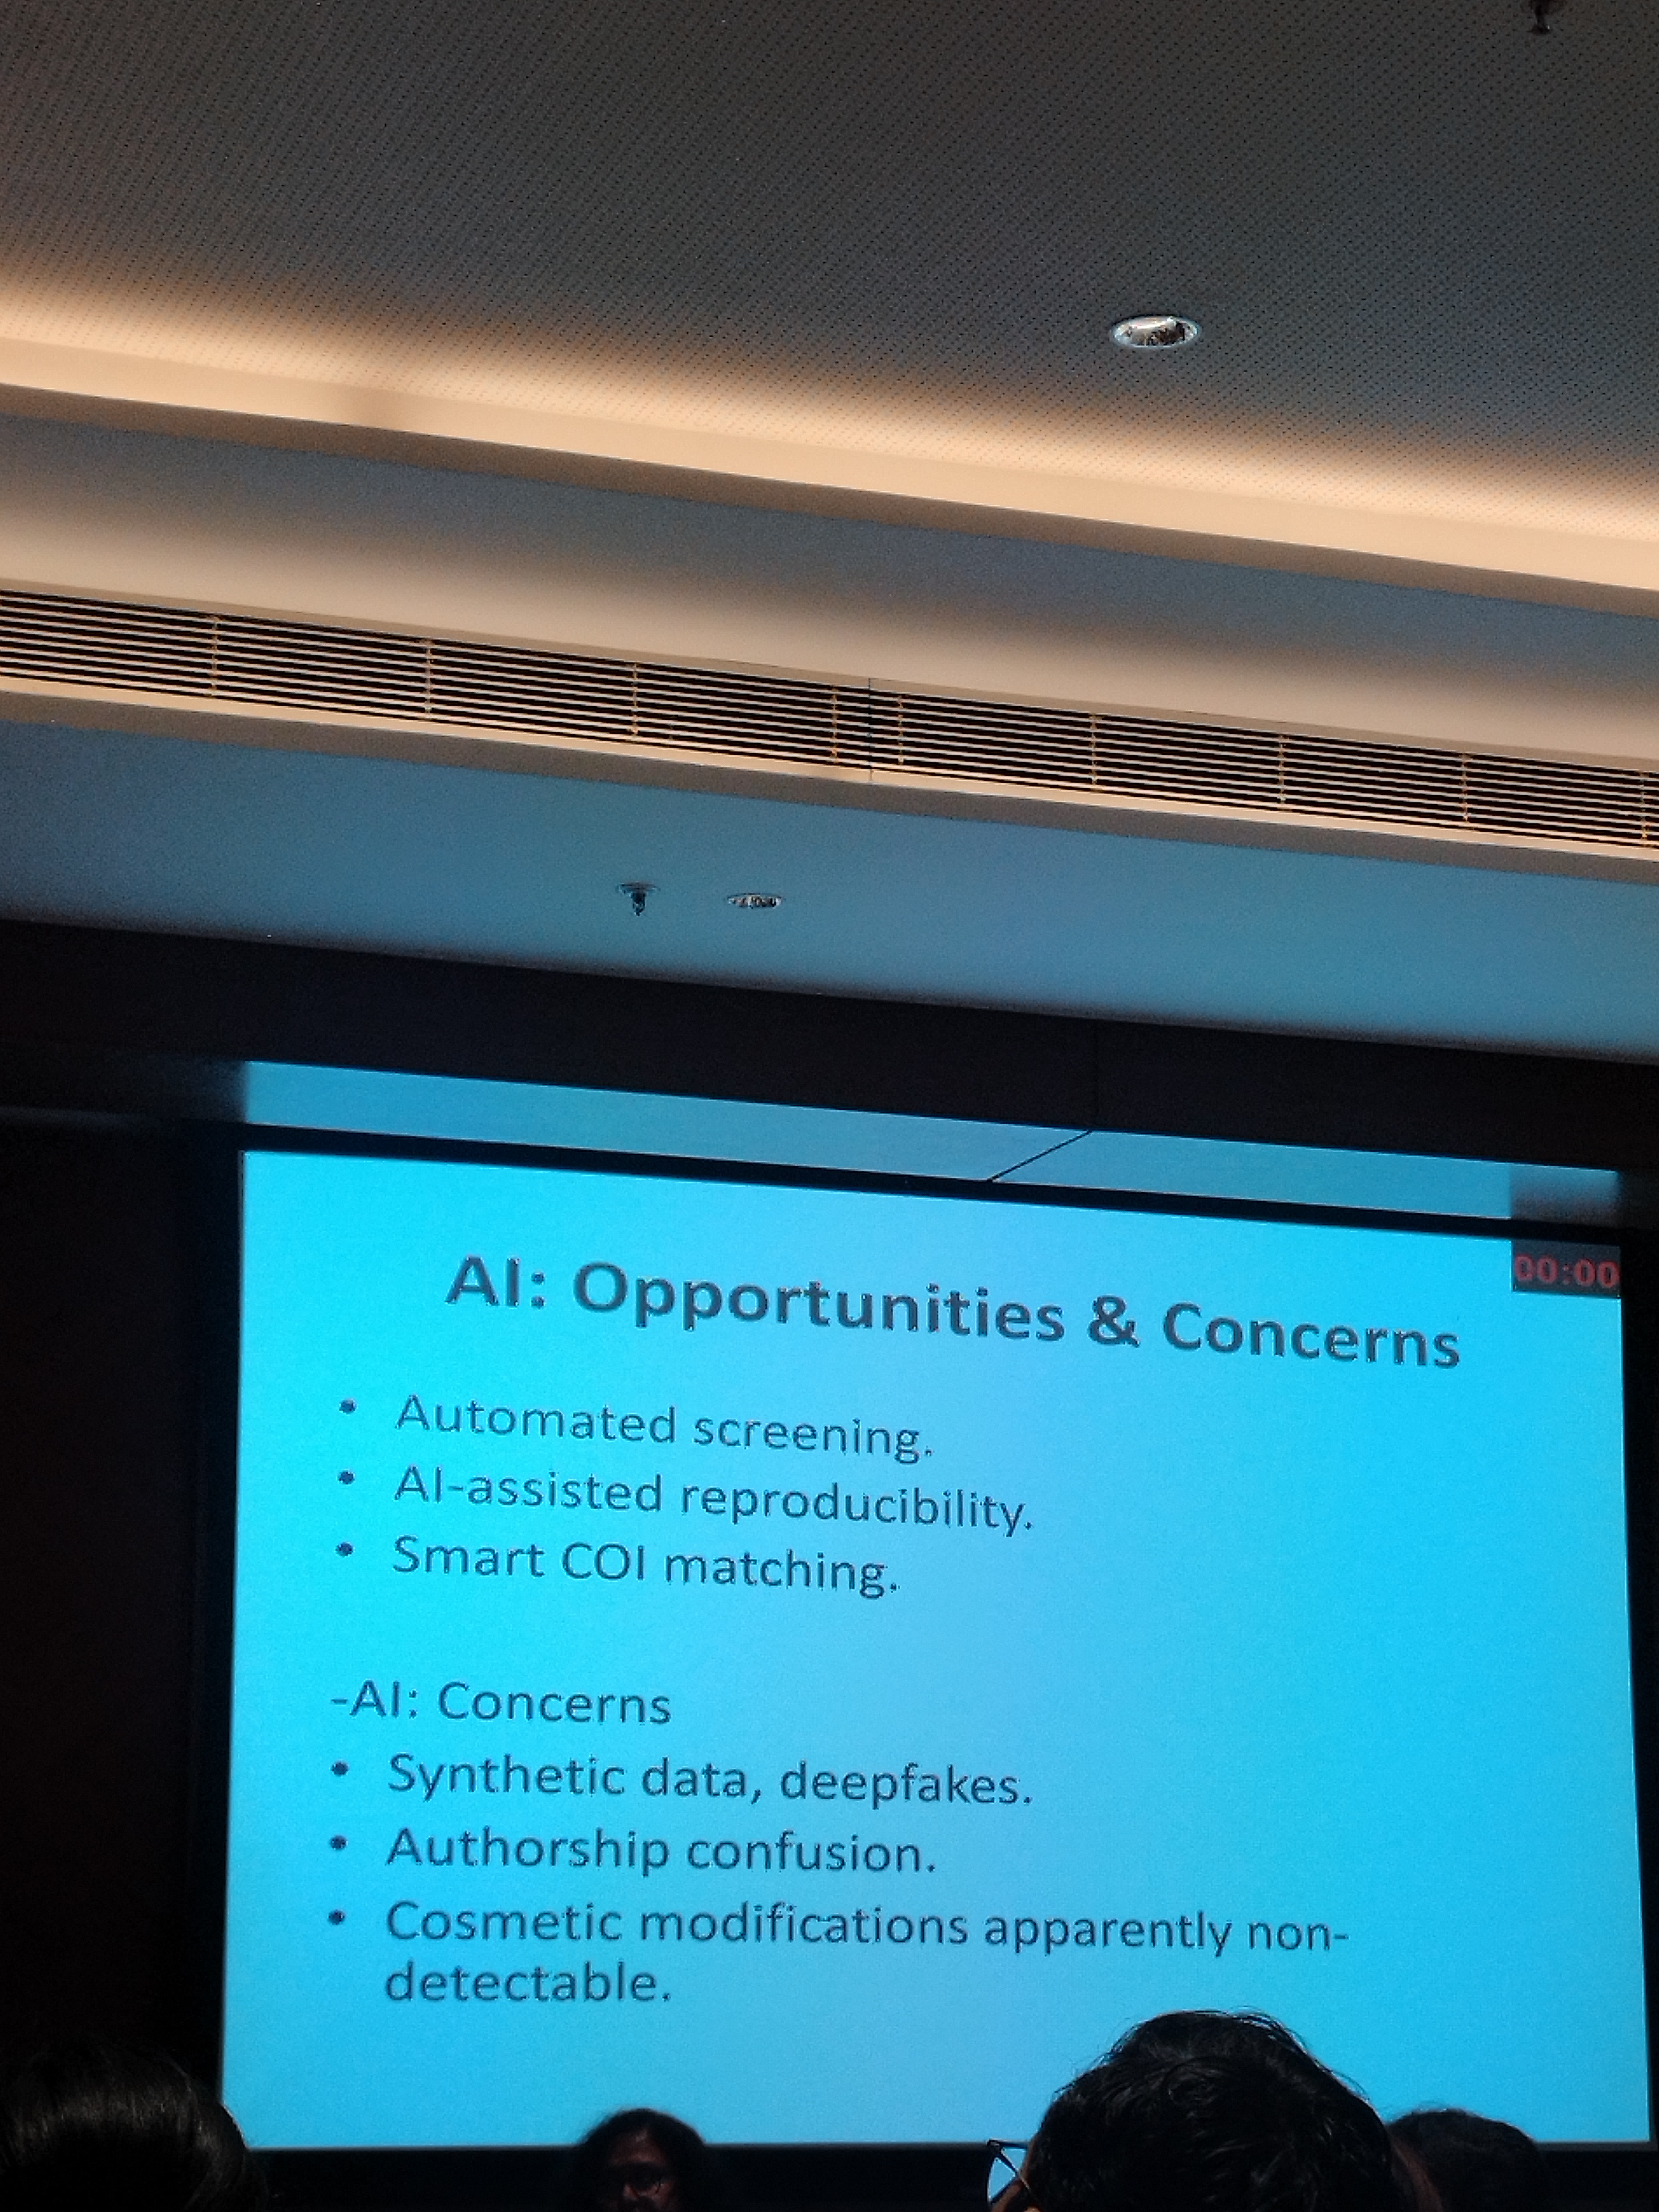 AI: Opportunities & Concerns
00:00
• Automated screening.
• AI-assisted reproducibility.
• Smart COI matching.
-AI: Concerns
• Synthetic data, deepfakes.
• Authorship confusion.
• Cosmetic modifications apparently non-
detectable.